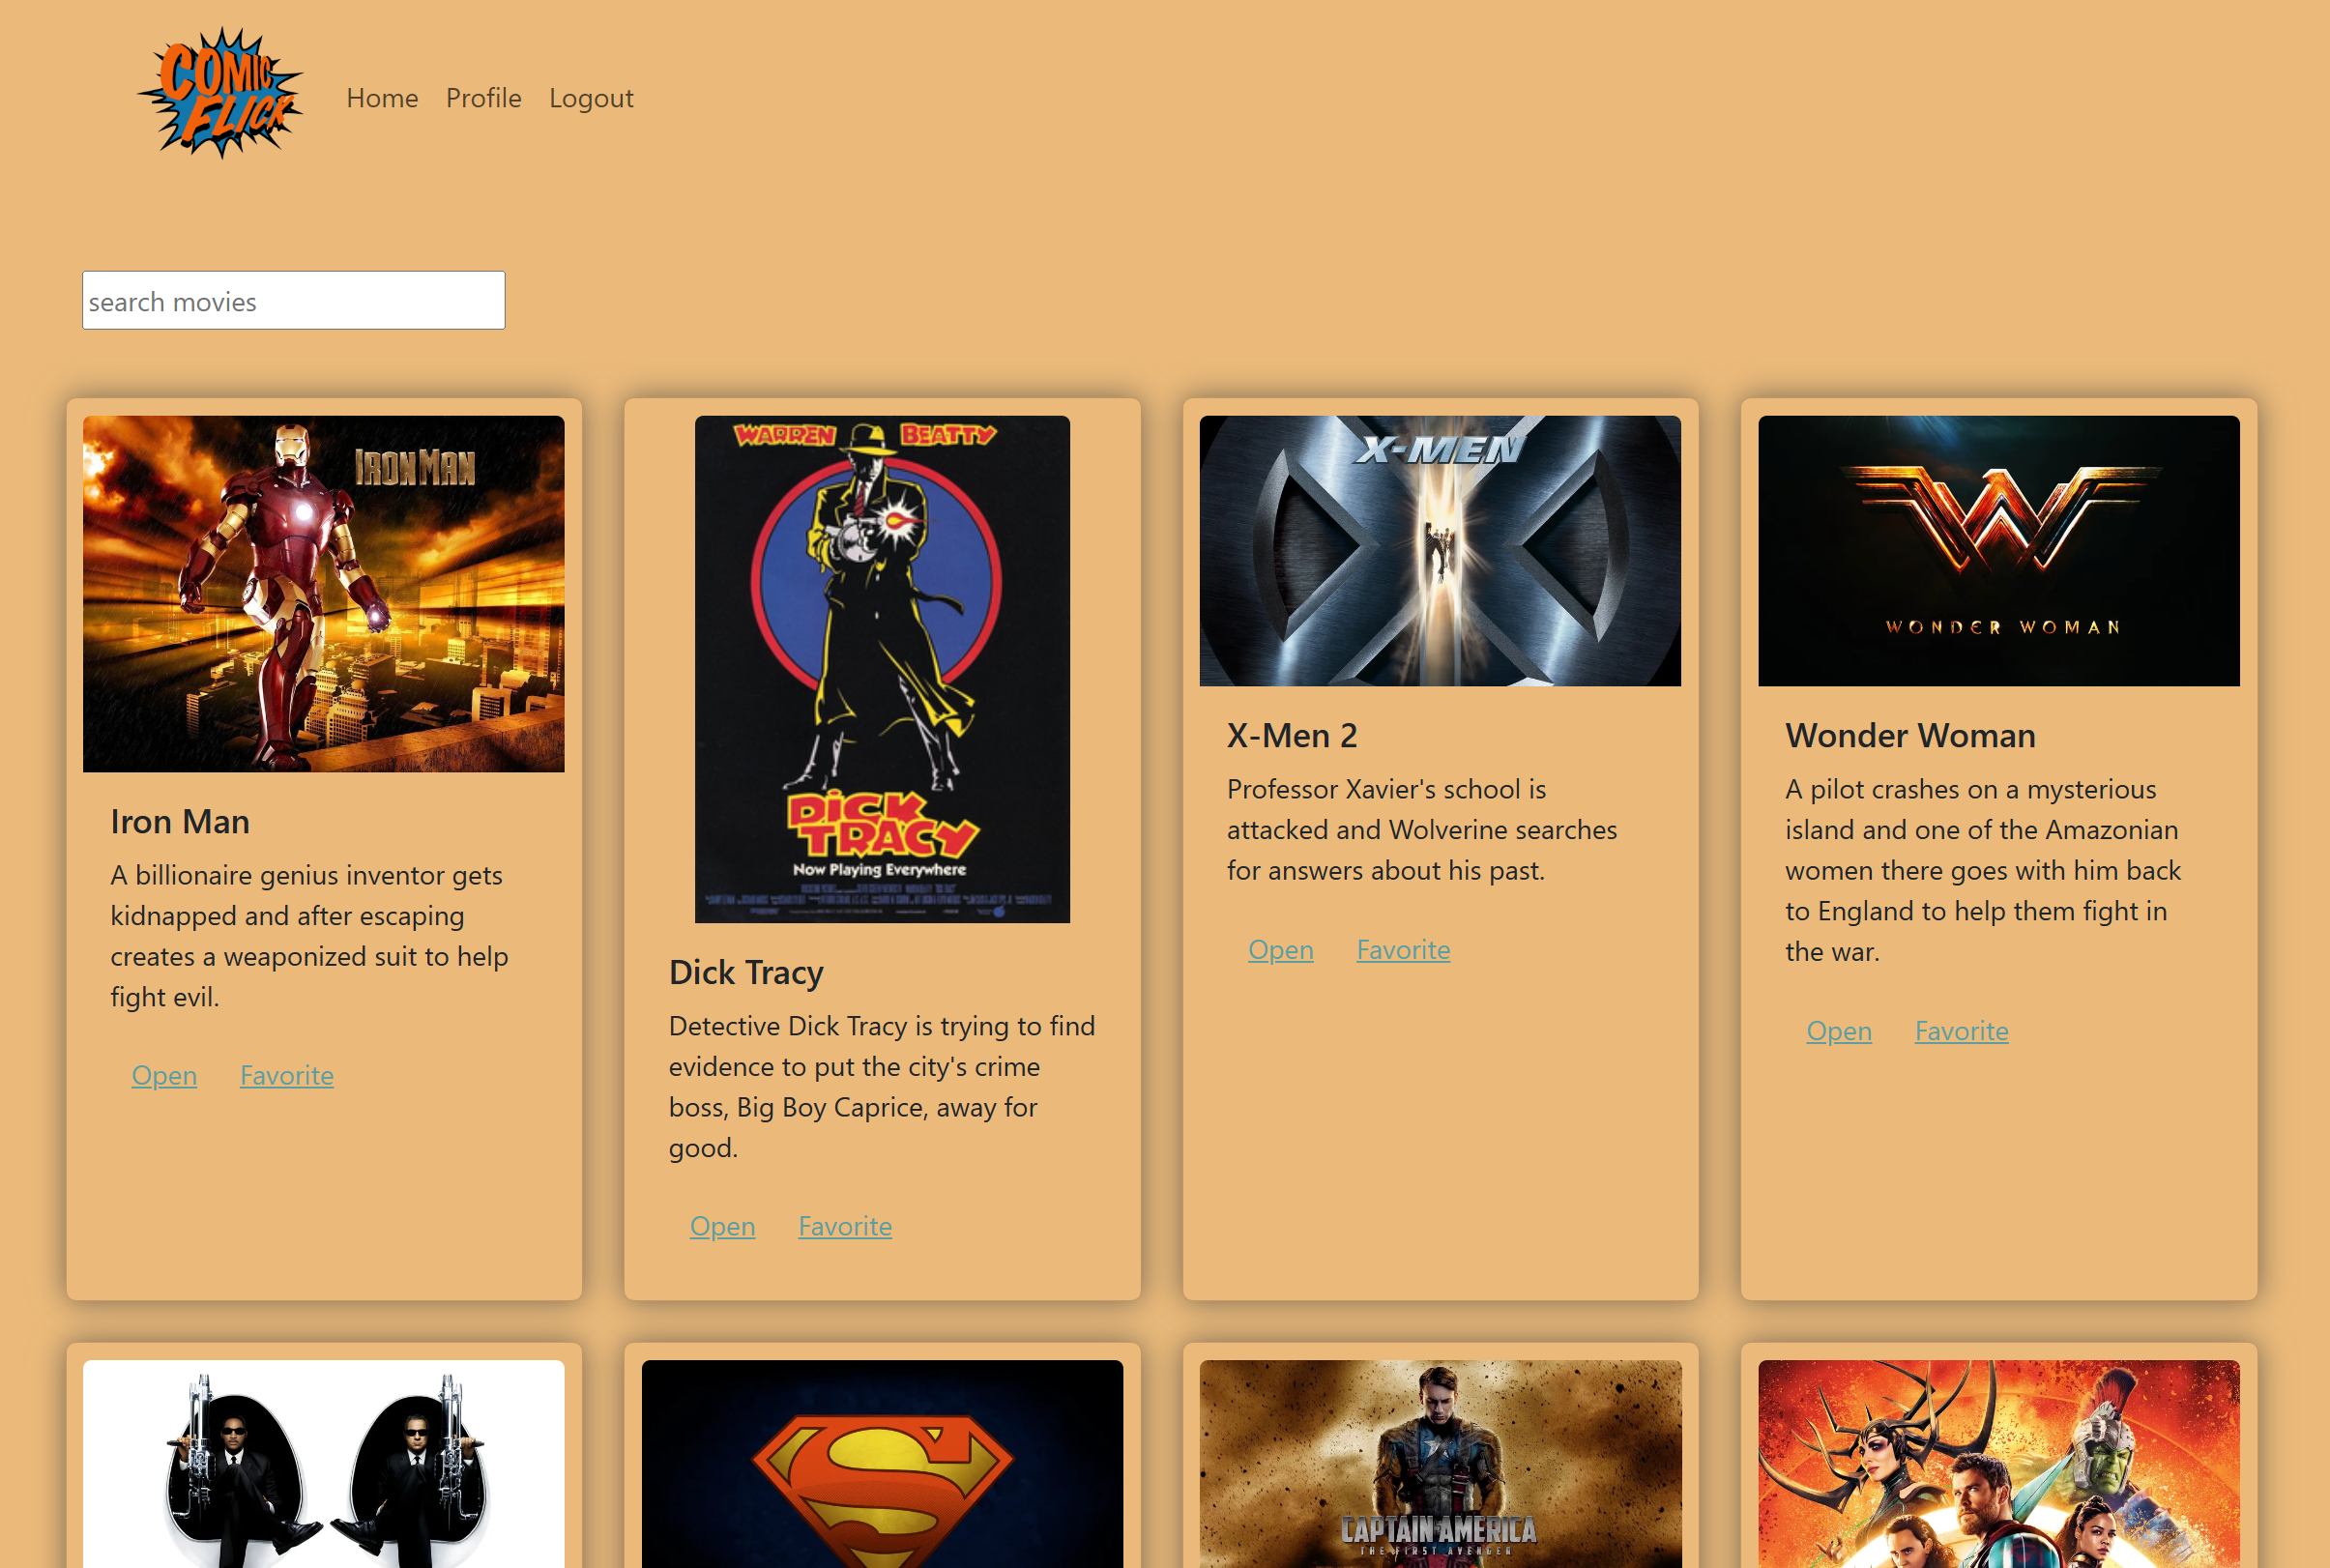 COMIC
FLICK
Home Profile Logout
search movies
IRON MAN
WARREN BEATTY
DICK
TRACY
Now Playing Everywhere
X-MEN
WONDER WOMAN
Iron Man
A billionaire genius inventor gets
kidnapped and after escaping
creates a weaponized suit to help
fight evil.
Open Favorite
Dick Tracy
Detective Dick Tracy is trying to find
evidence to put the city's crime
boss, Big Boy Caprice, away for
good.
Open Favorite
X-Men 2
Professor Xavier's school is
attacked and Wolverine searches
for answers about his past.
Open Favorite
Wonder Woman
A pilot crashes on a mysterious
island and one of the Amazonian
women there goes with him back
to England to help them fight in
the war.
Open Favorite
S
CAPTAIN AMERICA
THE FIRST AVENGER